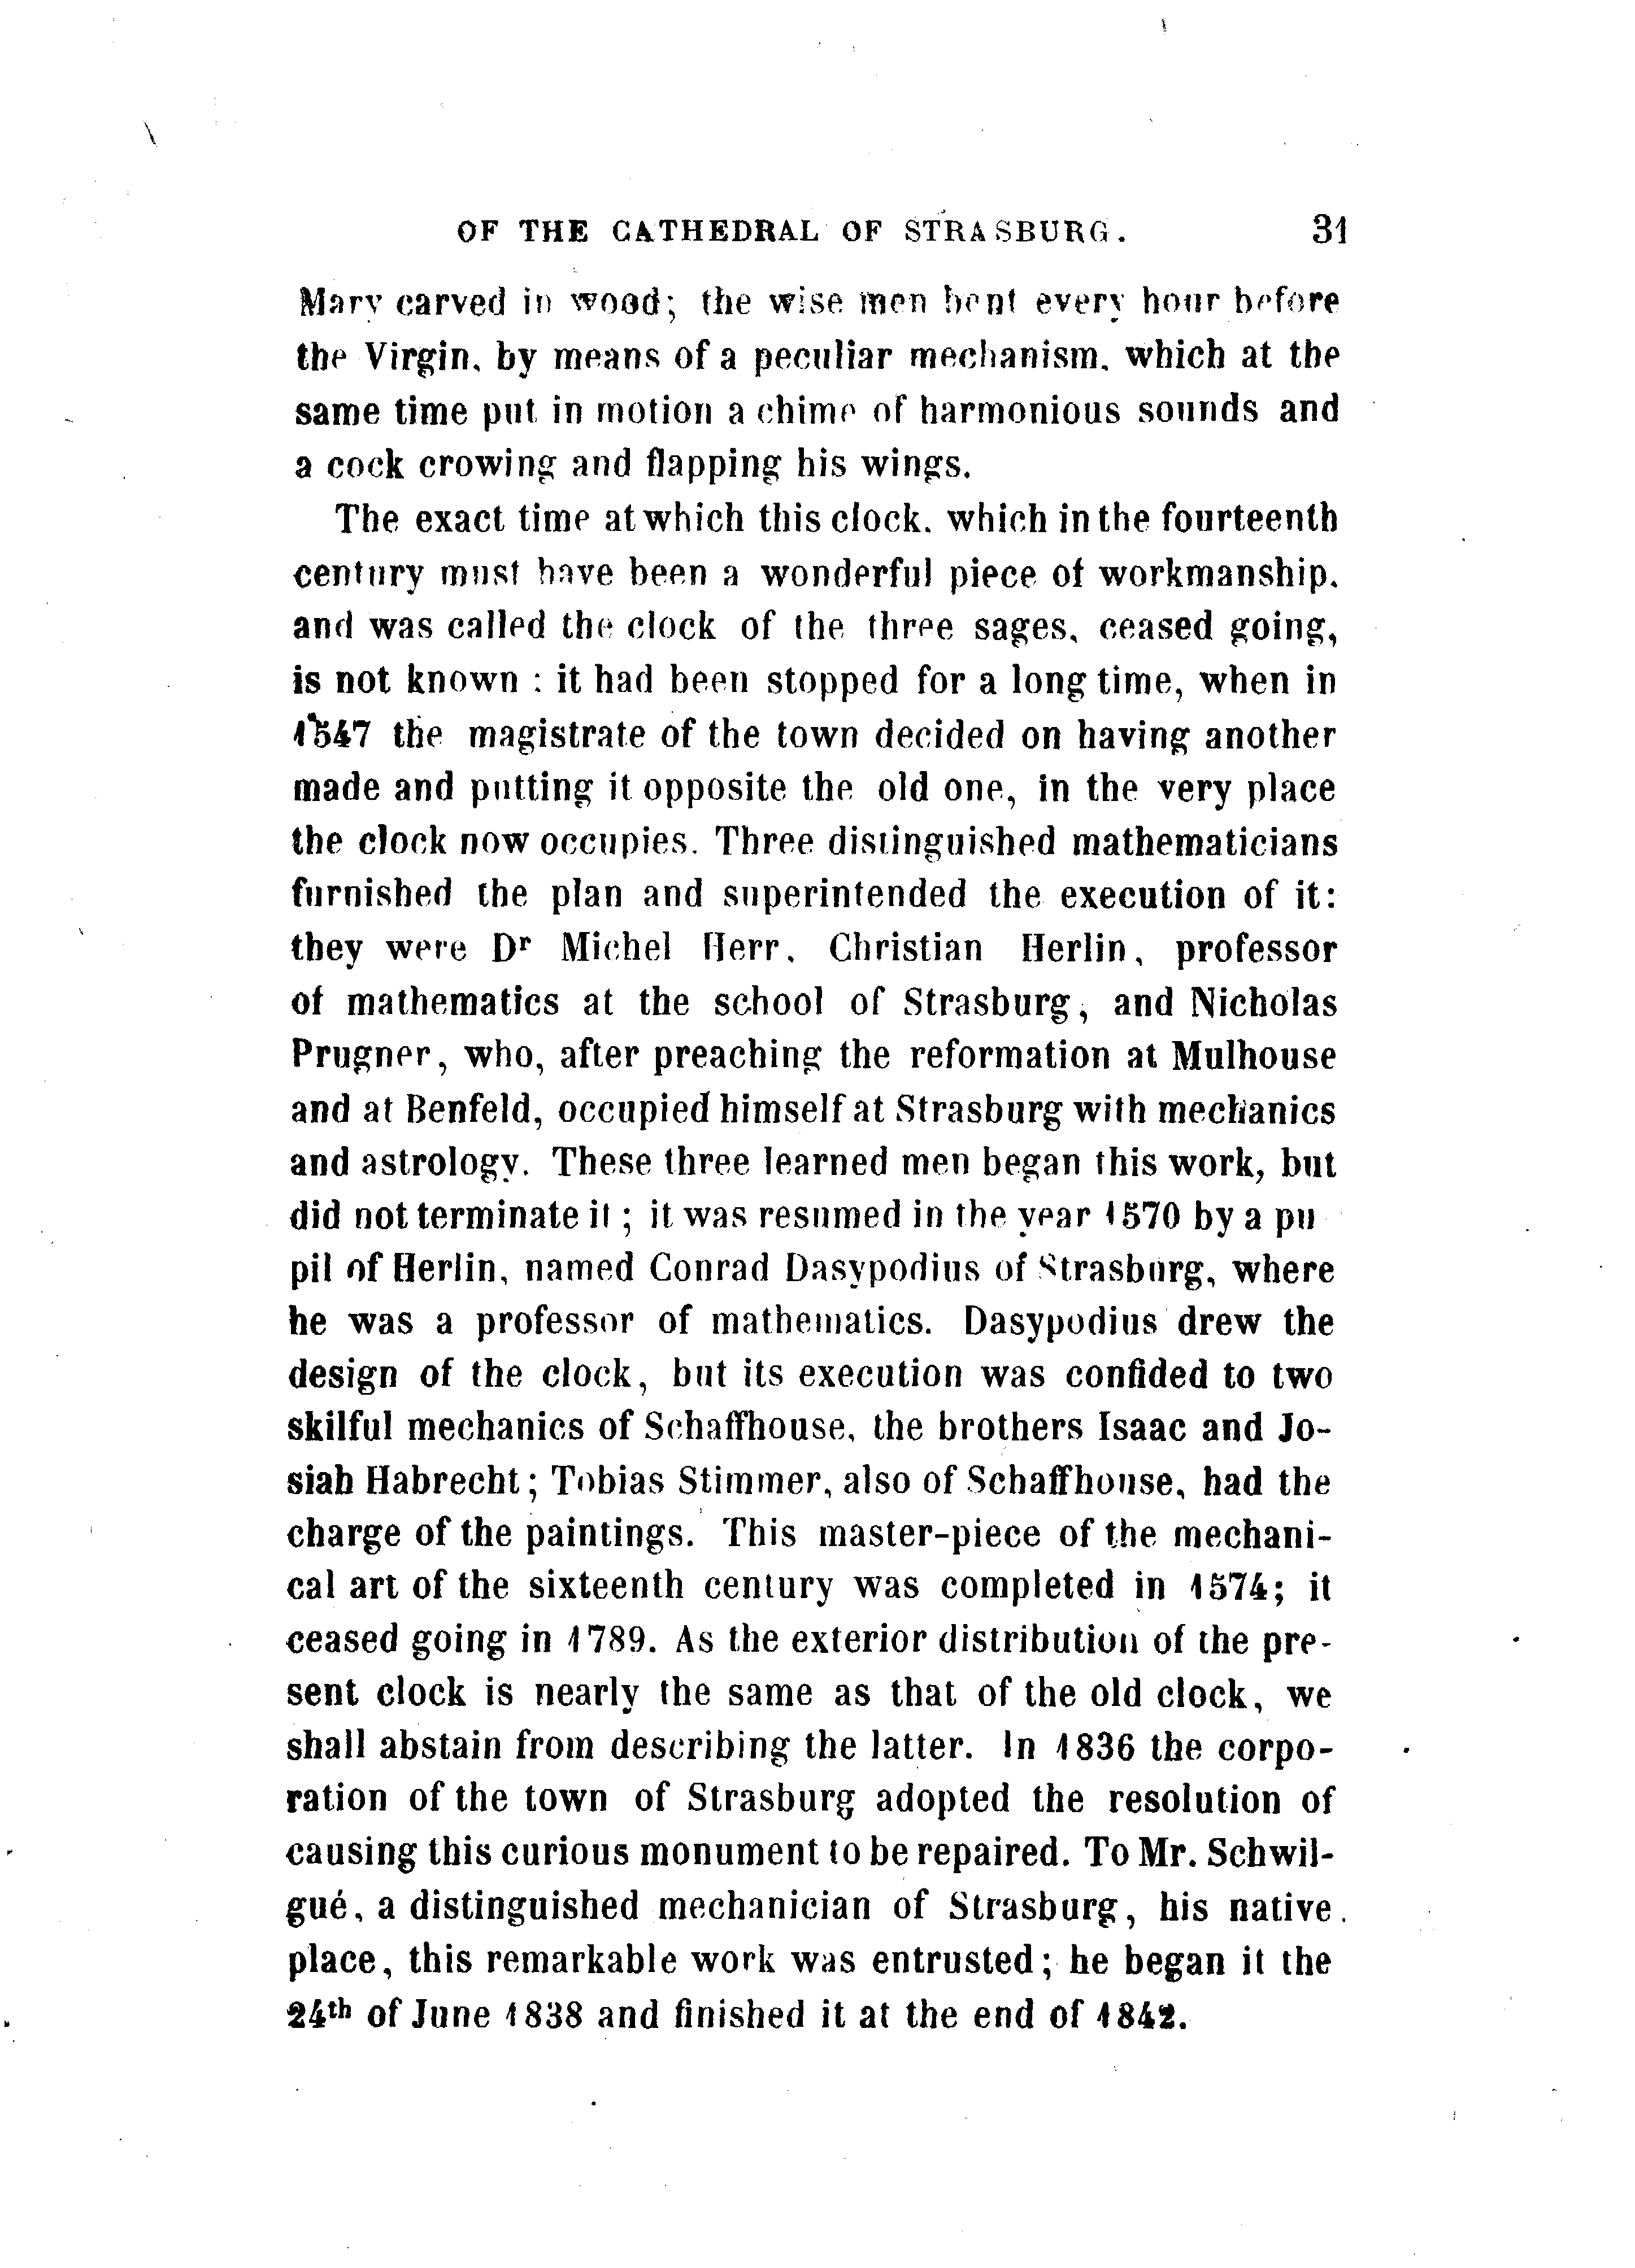 OF THE CATHEDRAL OF STRASBURG. 31
Mary carved in wood; the wise men bent every hour before
the Virgin, by means of a peculiar mechanism, which at the
same time put in motion a chime of harmonious sounds and
a cock crowing and flapping his wings.
The exact time at which this clock, which in the fourteenth
century must have been a wonderful piece of workmanship,
and was called the clock of the three sages, ceased going,
is not known : it had been stopped for a long time, when in
1547 the magistrate of the town decided on having another
made and putting it opposite the old one, in the very place
the clock now occupies. Three distinguished mathematicians
furnished the plan and superintended the execution of it:
they were Dr Michel Herr, Christian Herlin, professor
of mathematics at the school of Strasburg, and Nicholas
Prugner, who, after preaching the reformation at Mulhouse
and at Benfeld, occupied himself at Strasburg with mechanics
and astrology. These three learned men began this work, but
did not terminate it; it was resumed in the year 1570 by a pu
pil of Herlin, named Conrad Dasypodius of Strasburg, where
he was a professor of mathematics. Dasypodius drew the
design of the clock, but its execution was confided to two
skilful mechanics of Schaffhouse, the brothers Isaac and Jo-
siah Habrecht; Tobias Stimmer, also of Schaffhouse, had the
charge of the paintings. This master-piece of the mechani-
cal art of the sixteenth century was completed in 1574; it
ceased going in 1789. As the exterior distribution of the pre-
sent clock is nearly the same as that of the old clock, we
shall abstain from describing the latter. In 1836 the corpo-
ration of the town of Strasburg adopted the resolution of
causing this curious monument to be repaired. To Mr. Schwil-
gué, a distinguished mechanician of Strasburg, his native
place, this remarkable work was entrusted; he began it the
24th of June 1838 and finished it at the end of 1842.